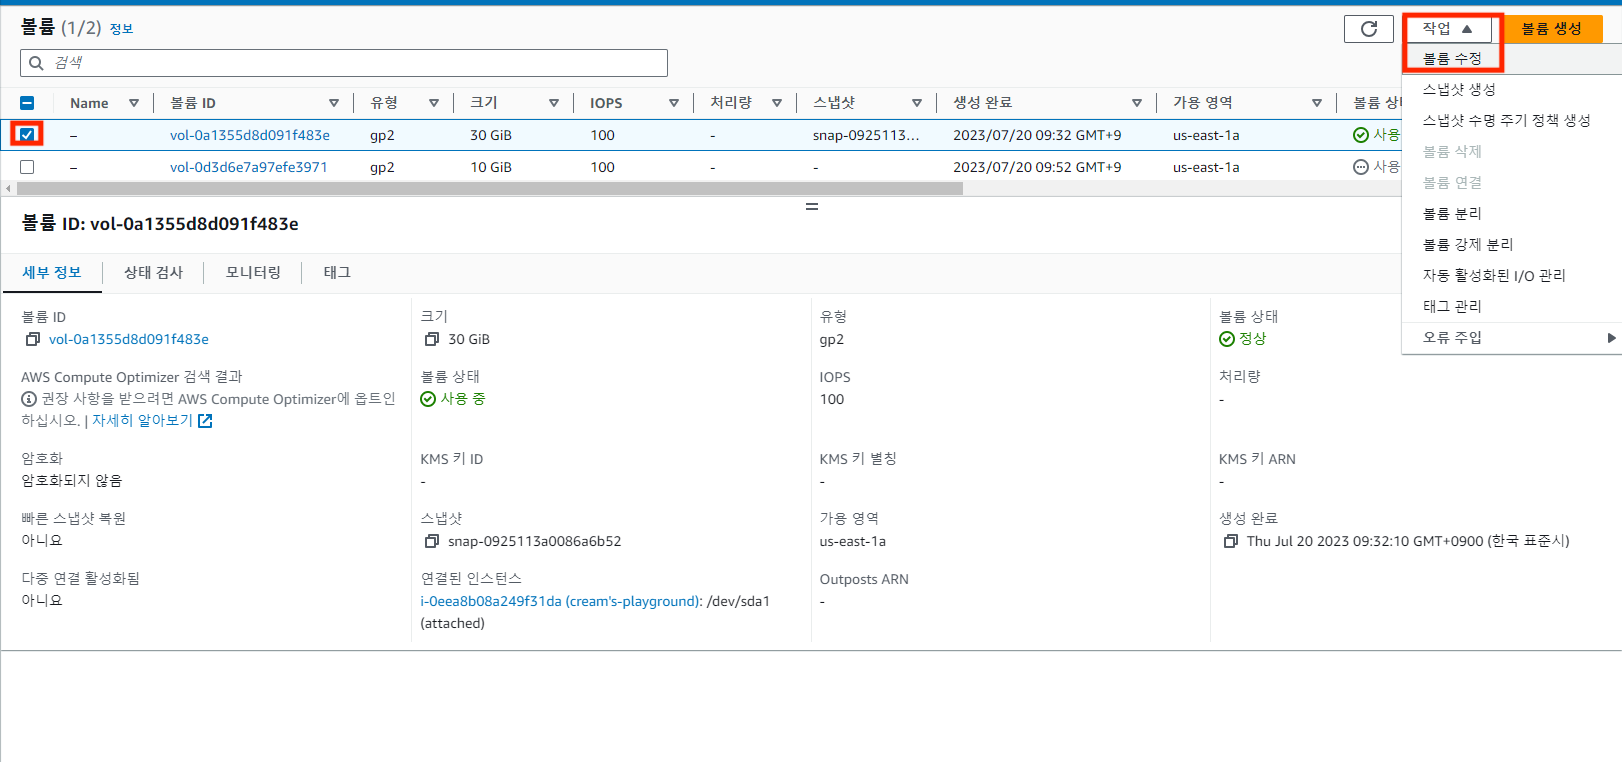 볼륨 (1/2) 정보
작업 볼륨 생성
검색
Name 볼륨 ID 유형 크기 IOPS 처리량 스냅샷 생성 완료 가용 영역 볼륨 상태
– vol-0a1355d8d091f483e gp2 30 GiB 100 - snap-0925113... 2023/07/20 09:32 GMT+9 us-east-1a 사용
– vol-0d3d6e7a97efe3971 gp2 10 GiB 100 - - 2023/07/20 09:52 GMT+9 us-east-1a 사용
볼륨 수정
스냅샷 생성
스냅샷 수명 주기 정책 생성
볼륨 삭제
볼륨 연결
볼륨 분리
볼륨 강제 분리
자동 활성화된 I/O 관리
태그 관리
오류 주입
볼륨 ID: vol-0a1355d8d091f483e
세부 정보 상태 검사 모니터링 태그
볼륨 ID
vol-0a1355d8d091f483e
크기
30 GiB
유형
gp2
볼륨 상태
정상
AWS Compute Optimizer 검색 결과
권장 사항을 받으려면 AWS Compute Optimizer에 옵트인
하십시오. | 자세히 알아보기
볼륨 상태
사용 중
IOPS
100
처리량
-
암호화
암호화되지 않음
KMS 키 ID
-
KMS 키 별칭
-
KMS 키 ARN
-
빠른 스냅샷 복원
아니요
스냅샷
snap-0925113a0086a6b52
가용 영역
us-east-1a
생성 완료
Thu Jul 20 2023 09:32:10 GMT+0900 (한국 표준시)
다중 연결 활성화됨
아니요
연결된 인스턴스
i-0eea8b08a249f31da (cream's-playground): /dev/sda1
(attached)
Outposts ARN
-